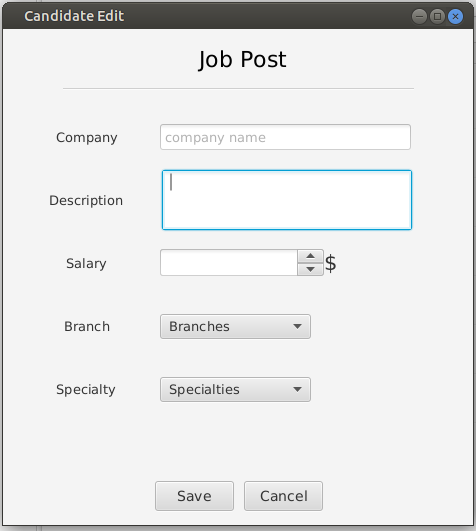 Candidate Edit
Job Post
Company company name
Description
Salary $
Branch Branches
Specialty Specialties
Save Cancel